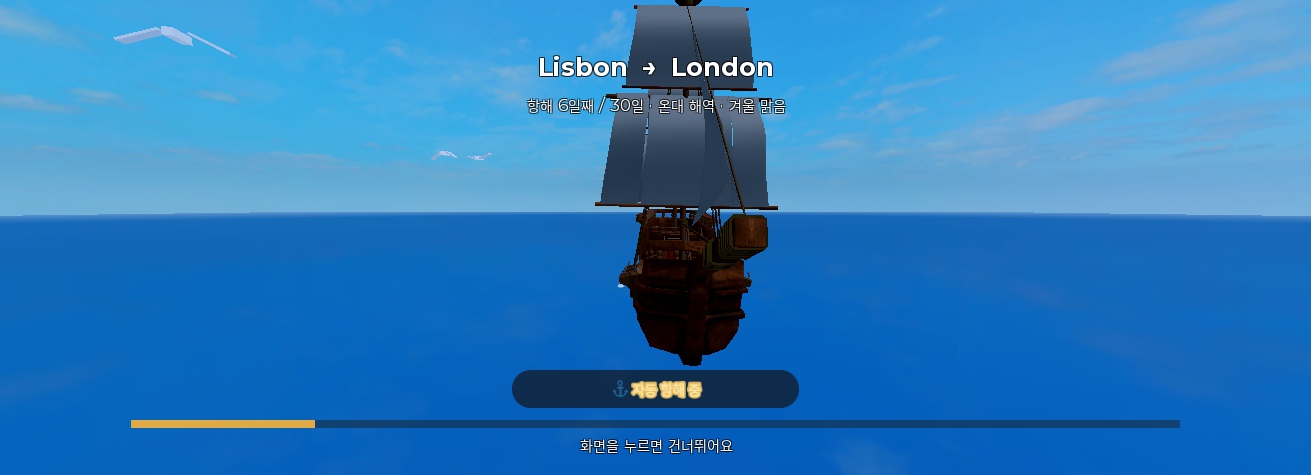 Lisbon → London
항해 6일째 / 30일 · 온대 해역 · 겨울 맑음
⚓ 자동 항해 중
화면을 누르면 건너뛰어요